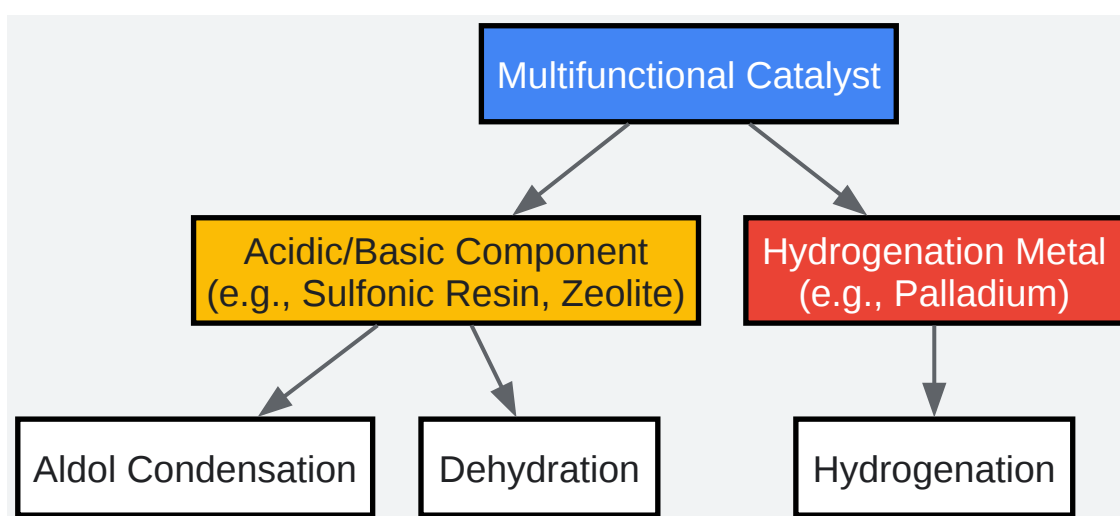 Multifunctional Catalyst
Acidic/Basic Component
(e.g., Sulfonic Resin, Zeolite)
Hydrogenation Metal
(e.g., Palladium)
Aldol Condensation
Dehydration
Hydrogenation